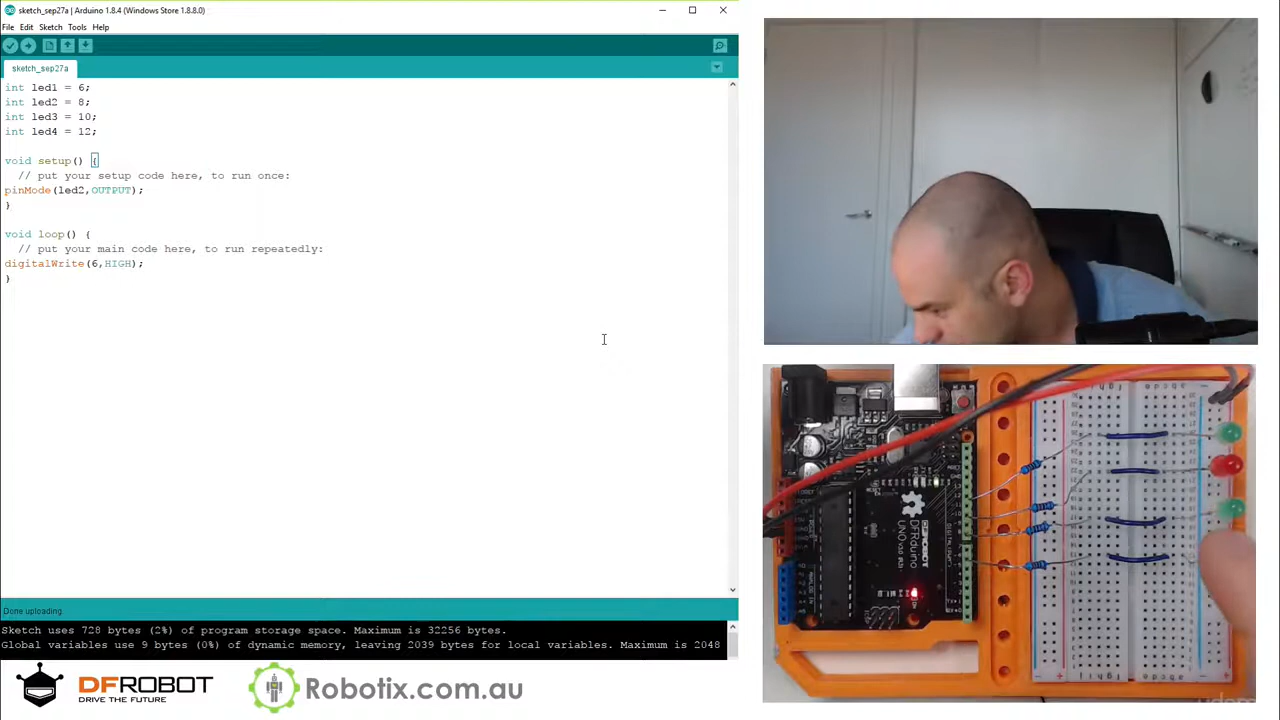 sketch_sep27a | Arduino 1.8.4 (Windows Store 1.8.8.0)
File Edit Sketch Tools Help
sketch_sep27a
int led1 = 6;
int led2 = 8;
int led3 = 10;
int led4 = 12;
void setup() {
// put your setup code here, to run once:
pinMode(led2,OUTPUT);
}
void loop() {
// put your main code here, to run repeatedly:
digitalWrite(6,HIGH);
}
Done uploading.
Sketch uses 728 bytes (2%) of program storage space. Maximum is 32256 bytes.
Global variables use 9 bytes (0%) of dynamic memory, leaving 2039 bytes for local variables. Maximum is 2048
DFROBOT
DRIVE THE FUTURE
Robotix.com.au
DFRduino
UNO
DFROBOT